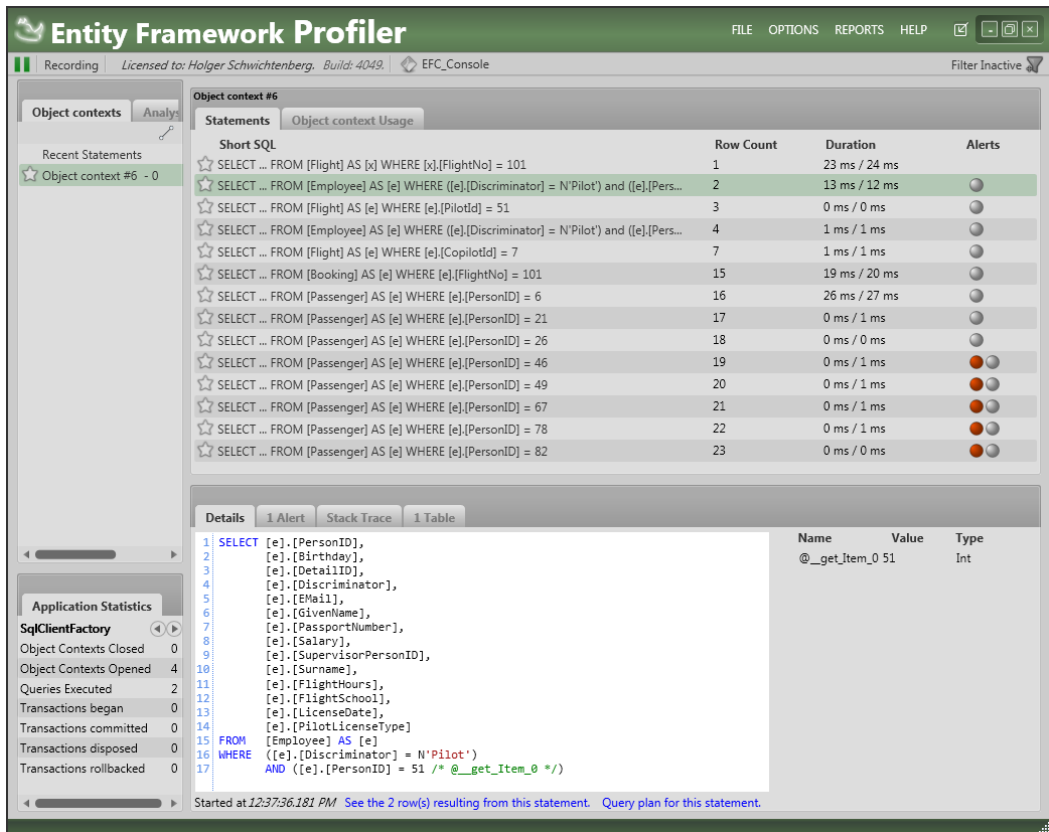 Entity Framework Profiler
FILE OPTIONS REPORTS HELP
Recording Licensed to: Holger Schwichtenberg. Build: 4049. EFC_Console Filter Inactive
Object contexts Analys
Recent Statements
Object context #6 - 0
Object context #6
Statements Object context Usage
Short SQL Row Count Duration Alerts
SELECT ... FROM [Flight] AS [x] WHERE [x].[FlightNo] = 101 1 23 ms / 24 ms
SELECT ... FROM [Employee] AS [e] WHERE ([e].[Discriminator] = N'Pilot') and ([e].[Pers... 2 13 ms / 12 ms
SELECT ... FROM [Flight] AS [e] WHERE [e].[PilotId] = 51 3 0 ms / 0 ms
SELECT ... FROM [Employee] AS [e] WHERE ([e].[Discriminator] = N'Pilot') and ([e].[Pers... 4 1 ms / 1 ms
SELECT ... FROM [Flight] AS [e] WHERE [e].[CopilotId] = 7 7 1 ms / 1 ms
SELECT ... FROM [Booking] AS [e] WHERE [e].[FlightNo] = 101 15 19 ms / 20 ms
SELECT ... FROM [Passenger] AS [e] WHERE [e].[PersonID] = 6 16 26 ms / 27 ms
SELECT ... FROM [Passenger] AS [e] WHERE [e].[PersonID] = 21 17 0 ms / 1 ms
SELECT ... FROM [Passenger] AS [e] WHERE [e].[PersonID] = 26 18 0 ms / 0 ms
SELECT ... FROM [Passenger] AS [e] WHERE [e].[PersonID] = 46 19 0 ms / 1 ms
SELECT ... FROM [Passenger] AS [e] WHERE [e].[PersonID] = 49 20 0 ms / 1 ms
SELECT ... FROM [Passenger] AS [e] WHERE [e].[PersonID] = 67 21 0 ms / 1 ms
SELECT ... FROM [Passenger] AS [e] WHERE [e].[PersonID] = 78 22 0 ms / 1 ms
SELECT ... FROM [Passenger] AS [e] WHERE [e].[PersonID] = 82 23 0 ms / 0 ms
Details 1 Alert Stack Trace 1 Table
1 SELECT [e].[PersonID],
2 [e].[Birthday],
3 [e].[DetailID],
4 [e].[Discriminator],
5 [e].[EMail],
6 [e].[GivenName],
7 [e].[PassportNumber],
8 [e].[Salary],
9 [e].[SupervisorPersonID],
10 [e].[Surname],
11 [e].[FlightHours],
12 [e].[FlightSchool],
13 [e].[LicenseDate],
14 [e].[PilotLicenseType]
15 FROM [Employee] AS [e]
16 WHERE ([e].[Discriminator] = N'Pilot')
17 AND ([e].[PersonID] = 51 /* @__get_Item_0 */)
Name Value Type
@__get_Item_0 51 Int
Started at 12:37:36.181 PM See the 2 row(s) resulting from this statement. Query plan for this statement.
Application Statistics
SqlClientFactory
Object Contexts Closed 0
Object Contexts Opened 4
Queries Executed 2
Transactions began 0
Transactions committed 0
Transactions disposed 0
Transactions rollbacked 0